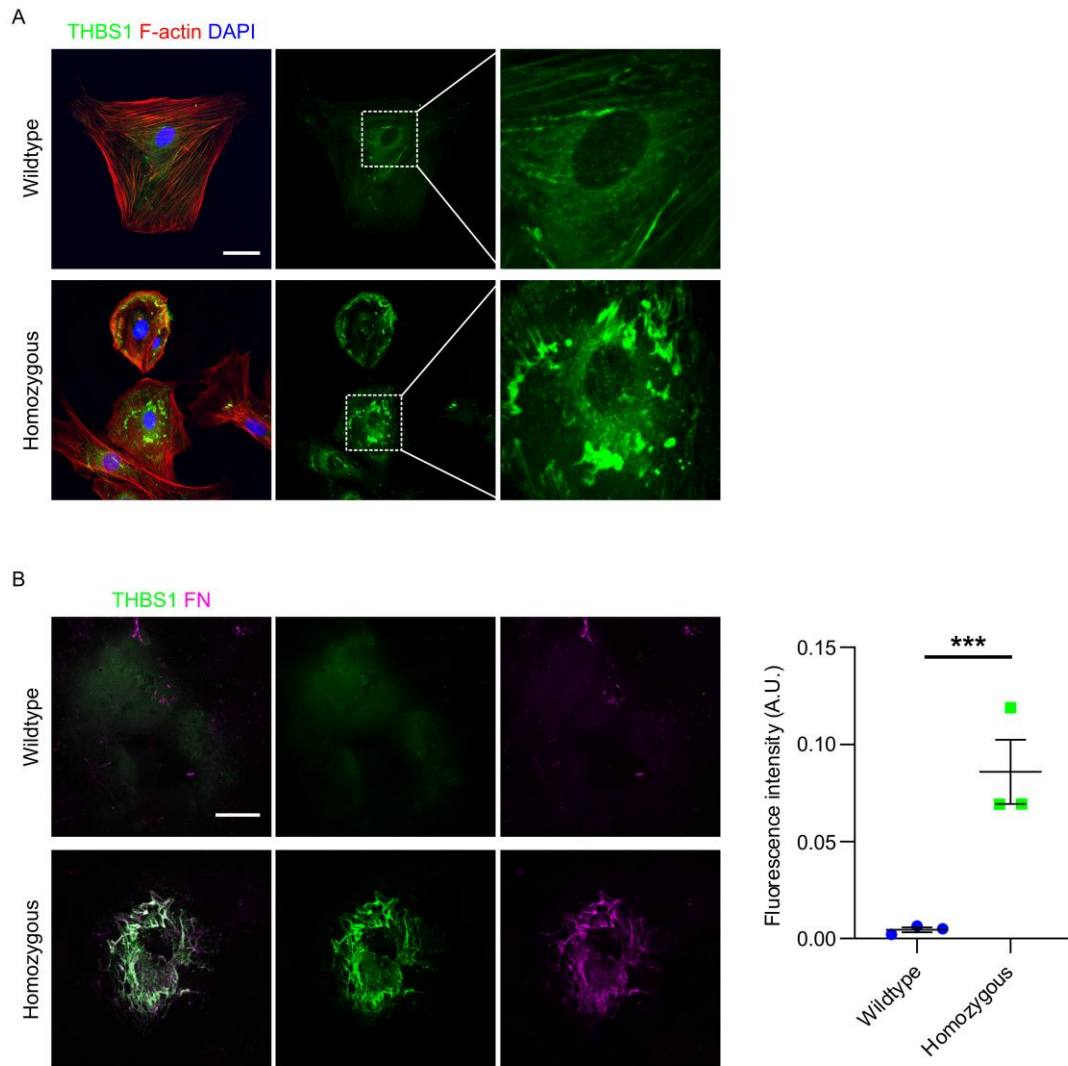 A
THBS1 F-actin DAPI
Wildtype
Homozygous
B
THBS1 FN
Wildtype
Homozygous
Fluorescence intensity (A.U.)
0.15
0.10
0.05
0.00
***
Wildtype
Homozygous